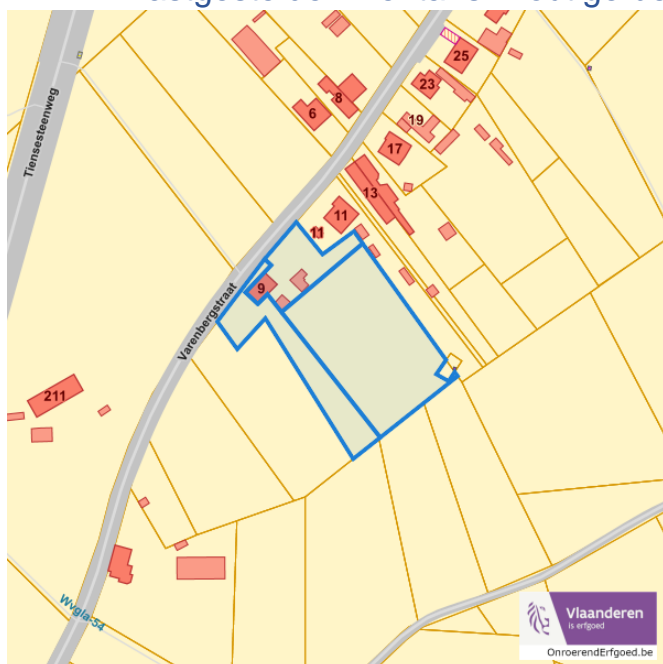 25
23
8
6
19
17
Tiensesteenweg
13
11
11
9
Varenbergstraat
211
Wvgla-54
Vlaanderen
is erfgoed
OnroerendErfgoed.be